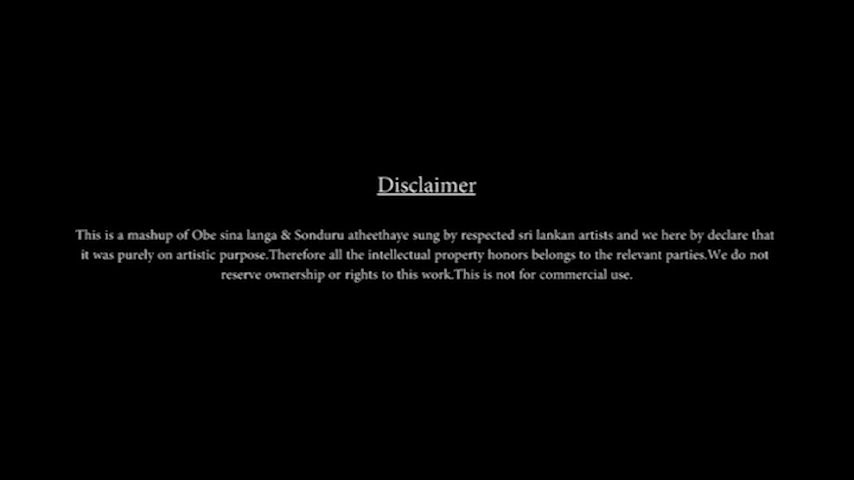 Disclaimer
This is a mashup of Obe sina langa & Sonduru atheethaye sung by respected sri lankan artists and we here by declare that
it was purely on artistic purpose.Therefore all the intellectual property honors belongs to the relevant parties.We do not
reserve ownership or rights to this work.This is not for commercial use.